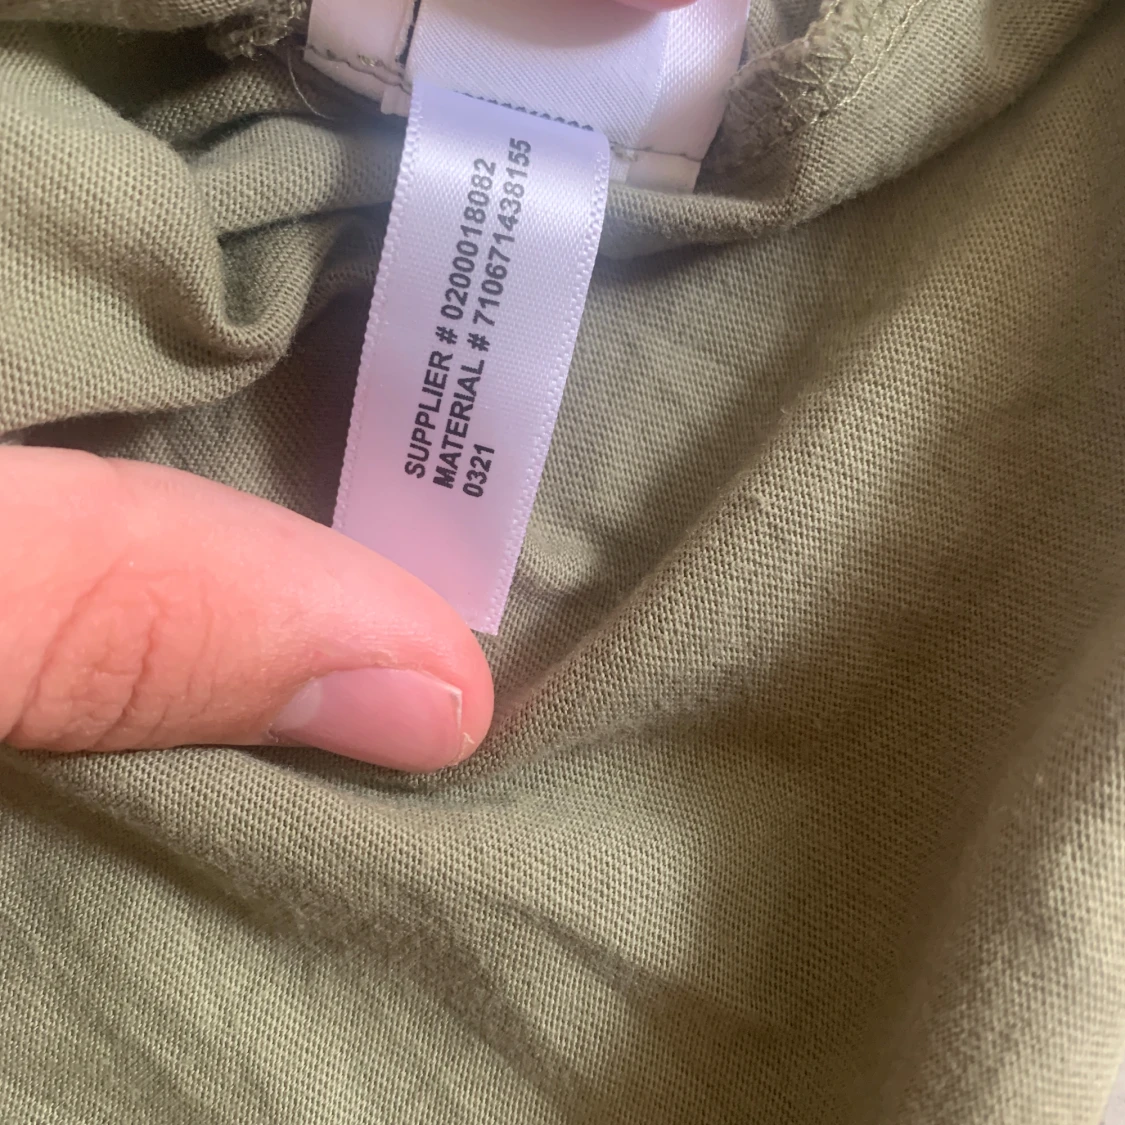 SUPPLIER # 0200018082
MATERIAL # 710671438155
0321